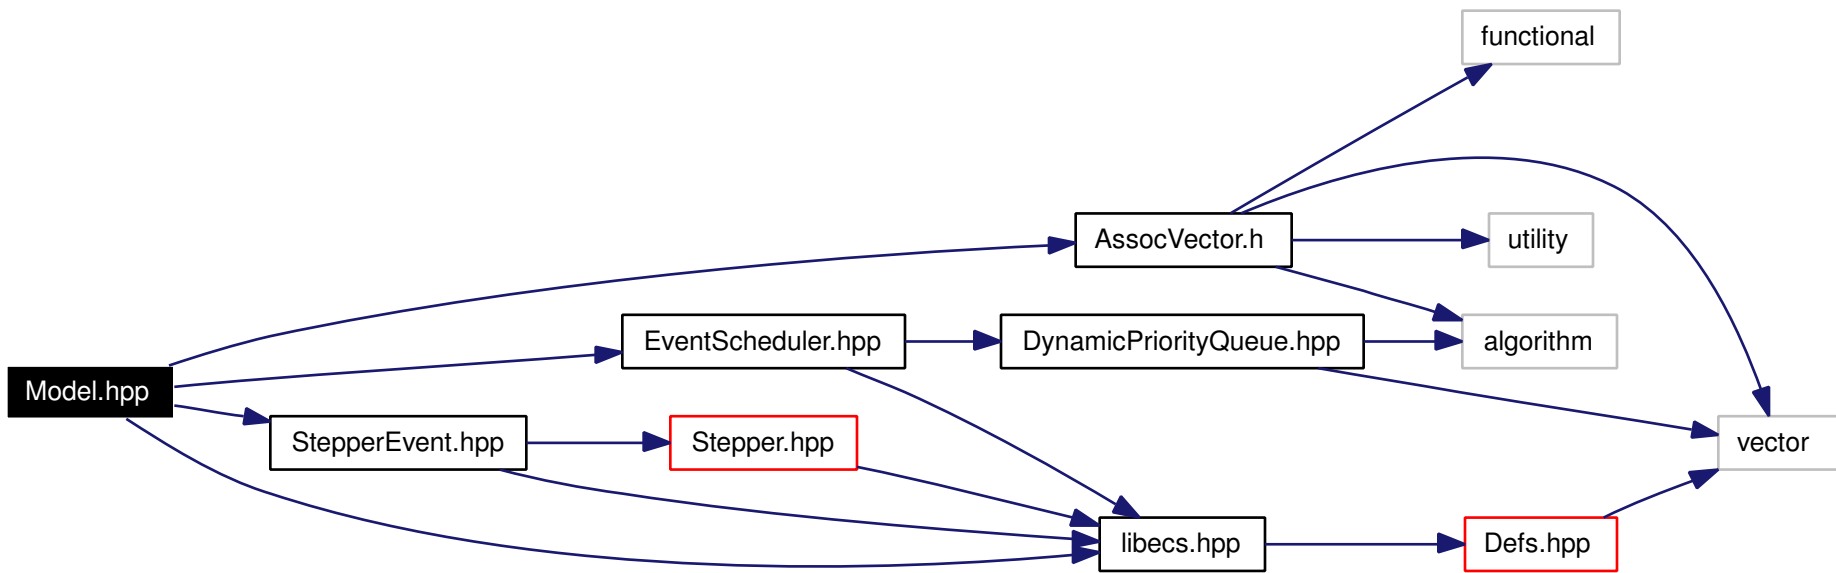 functional
AssocVector.h
utility
EventScheduler.hpp
DynamicPriorityQueue.hpp
algorithm
Model.hpp
StepperEvent.hpp
Stepper.hpp
vector
libecs.hpp
Defs.hpp